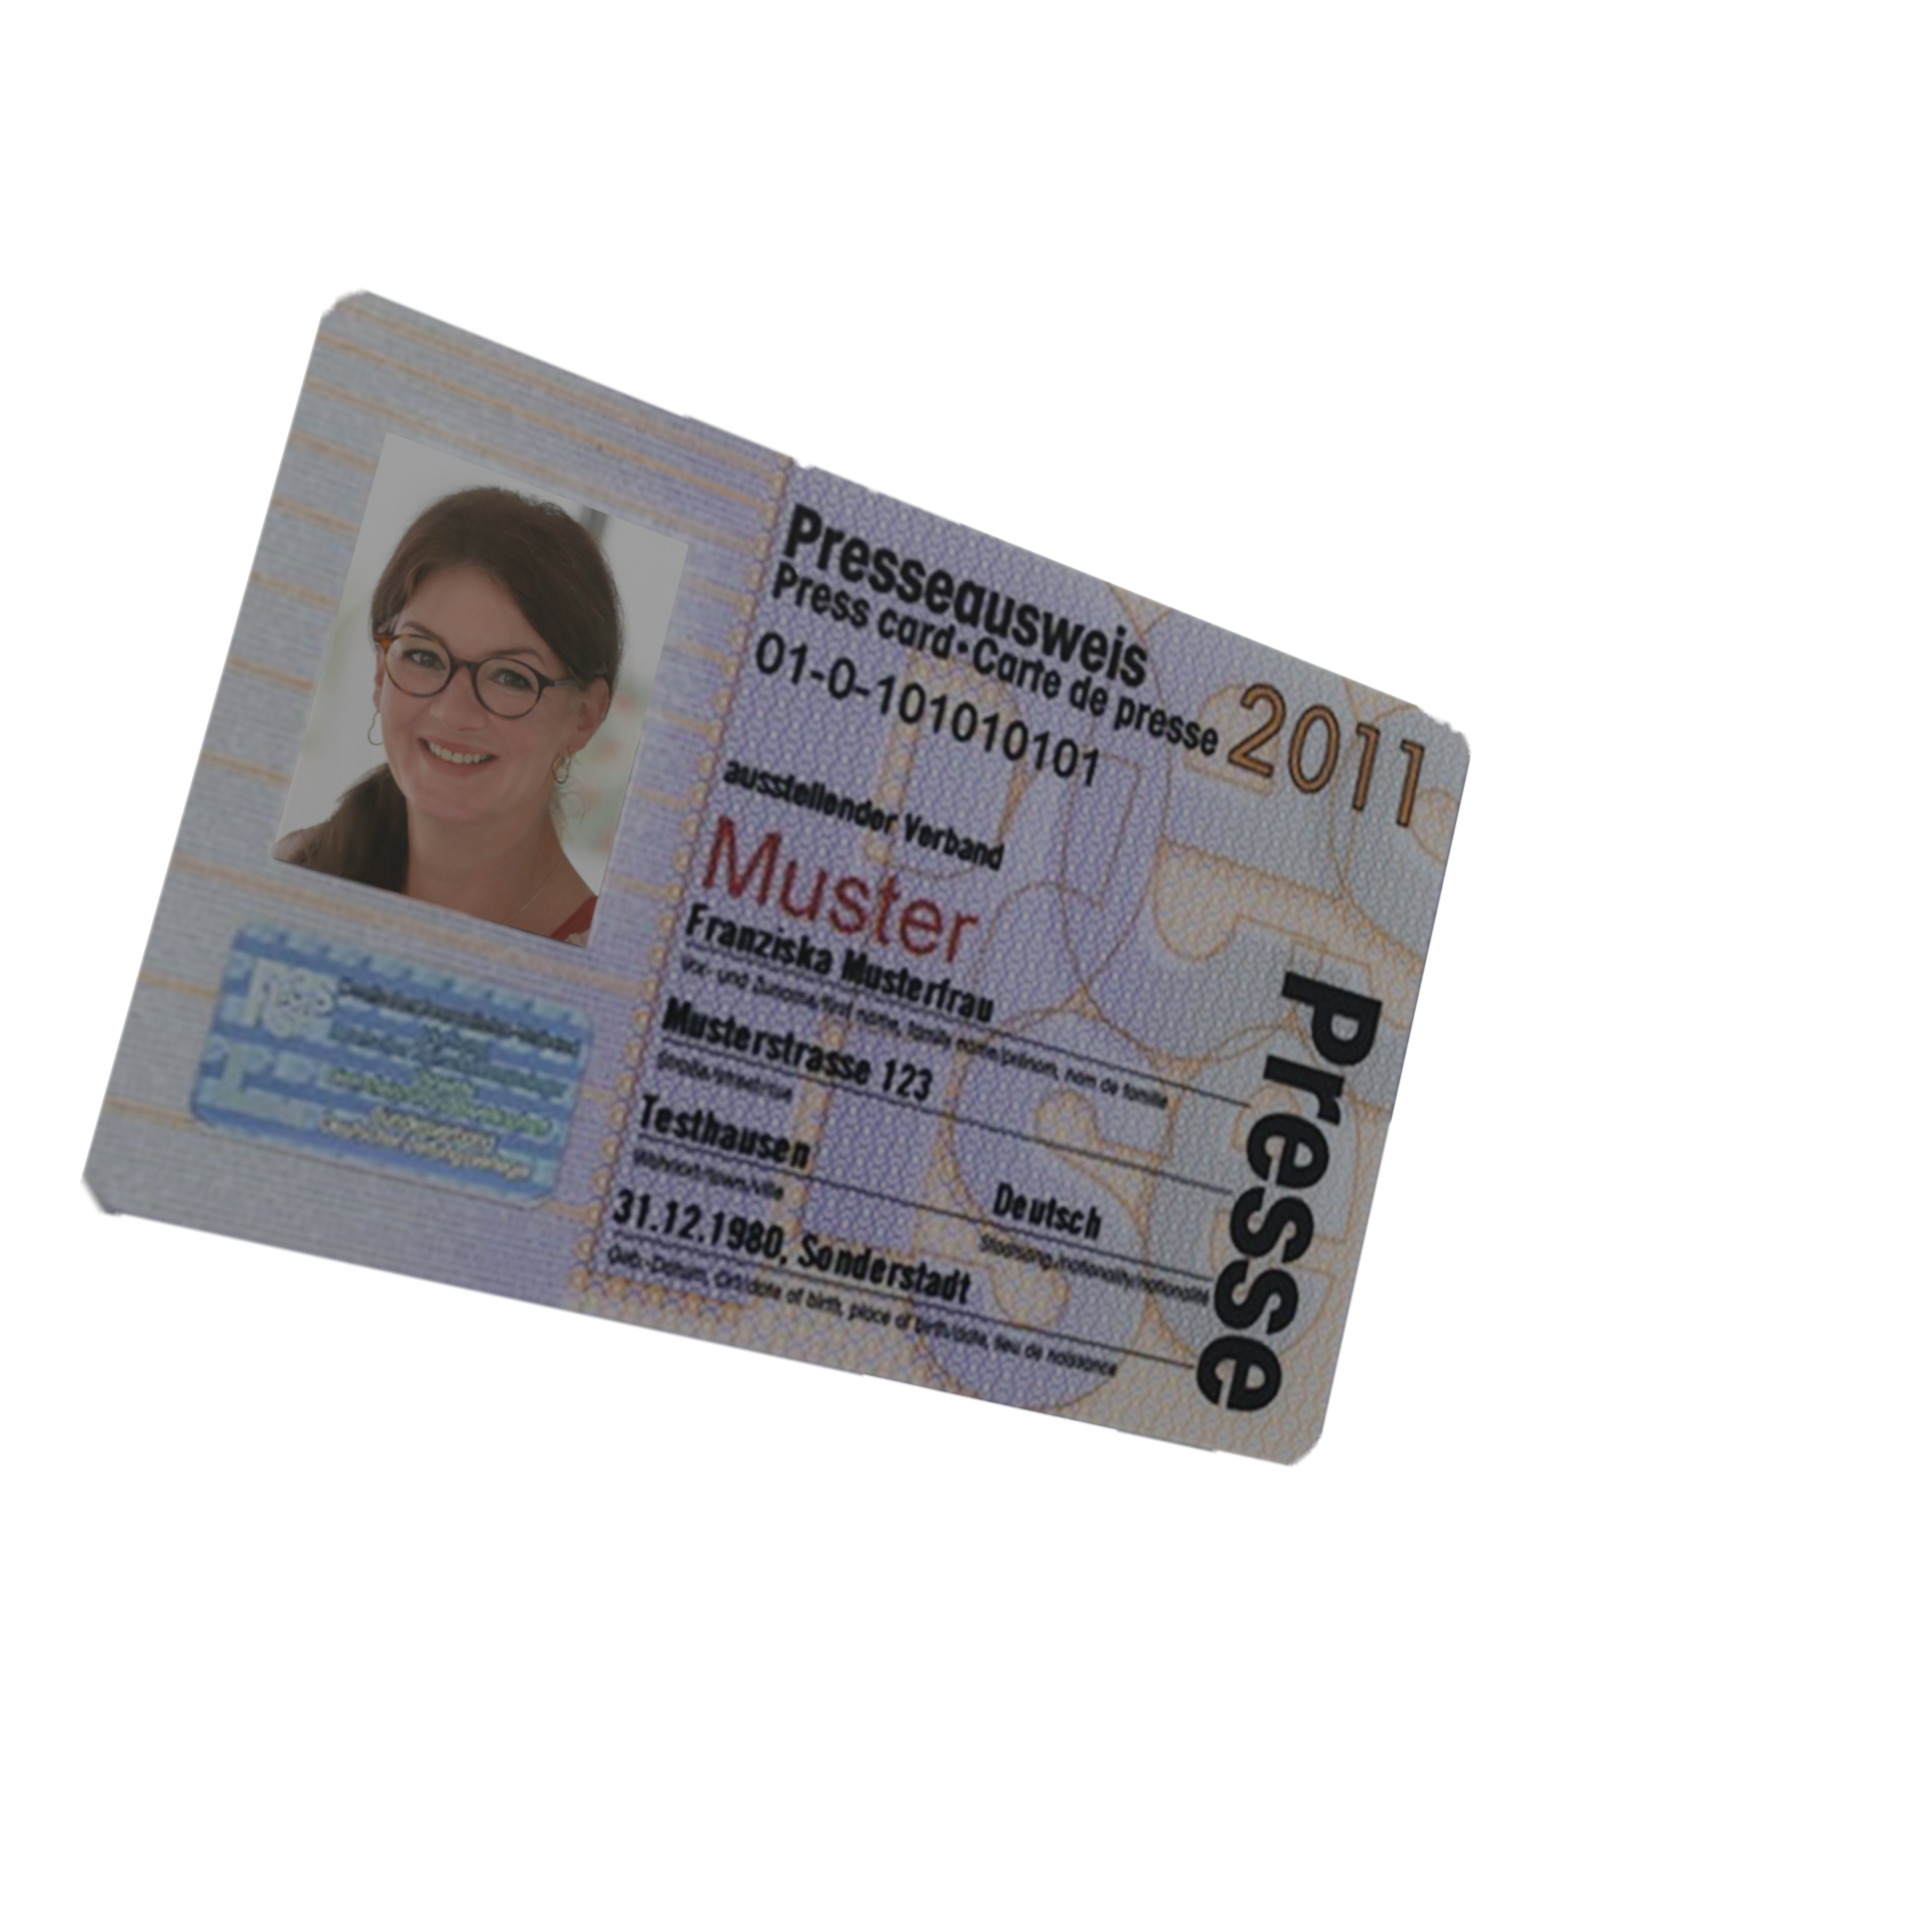 Presseausweis
Press card·Carte de presse
2011
01-0-101010101
ausstellender Verband
Muster
Franziska Musterfrau
Vor- und Zuname/first name, family name/prénom, nom de famille
Musterstrasse 123
Straße/street/rue
Testhausen
Wohnort/town/ville
Deutsch
Staatsang./nationality/nationalité
31.12.1980, Sonderstadt
Geb.-Datum, Ort/date of birth, place of birth/date, lieu de naissance
Presse